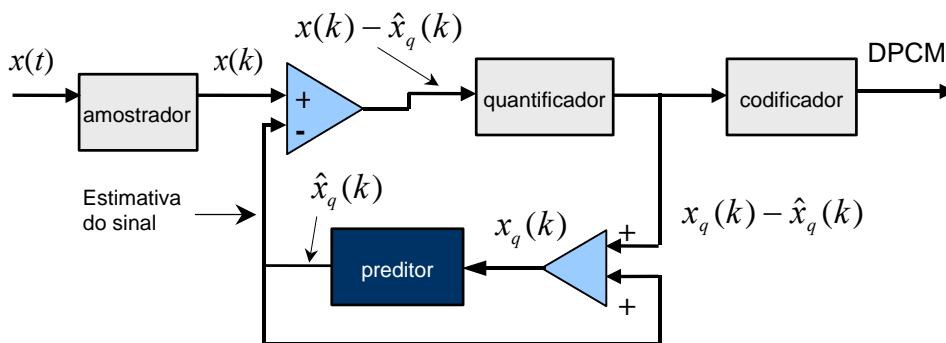 x(k) − x̂_q(k)
x(t)
x(k)
DPCM
amostrador
+
-
quantificador
codificador
Estimativa
do sinal
x̂_q(k)
x_q(k)
+
x_q(k) − x̂_q(k)
preditor
+